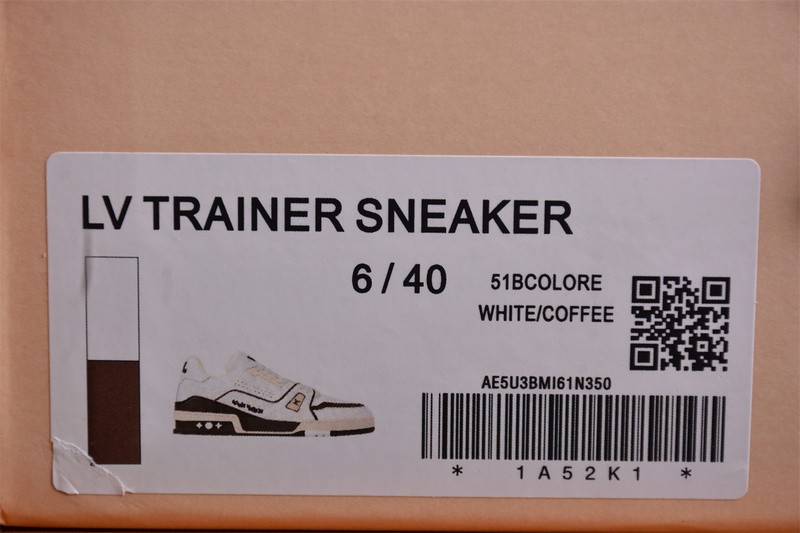 LV TRAINER SNEAKER
6 / 40
51BCOLORE
WHITE/COFFEE
AE5U3BMI61N350
* 1A52K1 *